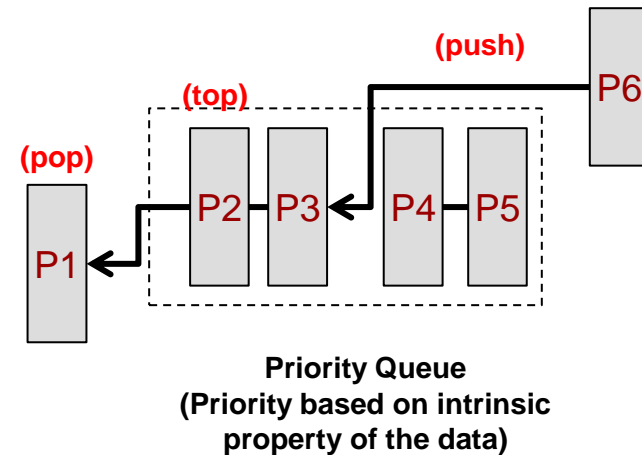 (push)
P6
(top)
(pop)
P2
P3
P4
P5
P1
Priority Queue
(Priority based on intrinsic
property of the data)